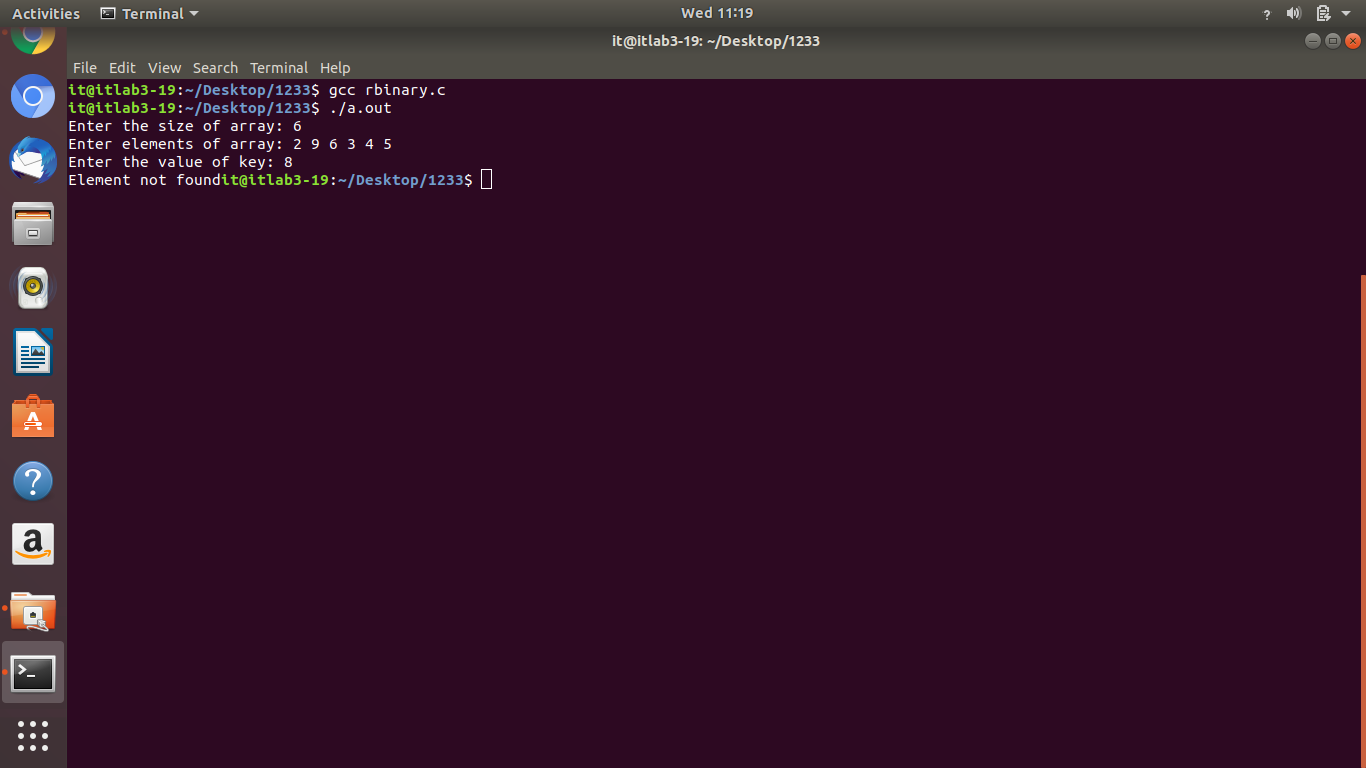 Activities Terminal Wed 11:19 ?
it@itlab3-19: ~/Desktop/1233
File Edit View Search Terminal Help
it@itlab3-19:~/Desktop/1233$ gcc rbinary.c
it@itlab3-19:~/Desktop/1233$ ./a.out
Enter the size of array: 6
Enter elements of array: 2 9 6 3 4 5
Enter the value of key: 8
Element not foundit@itlab3-19:~/Desktop/1233$
A
?
a
>_